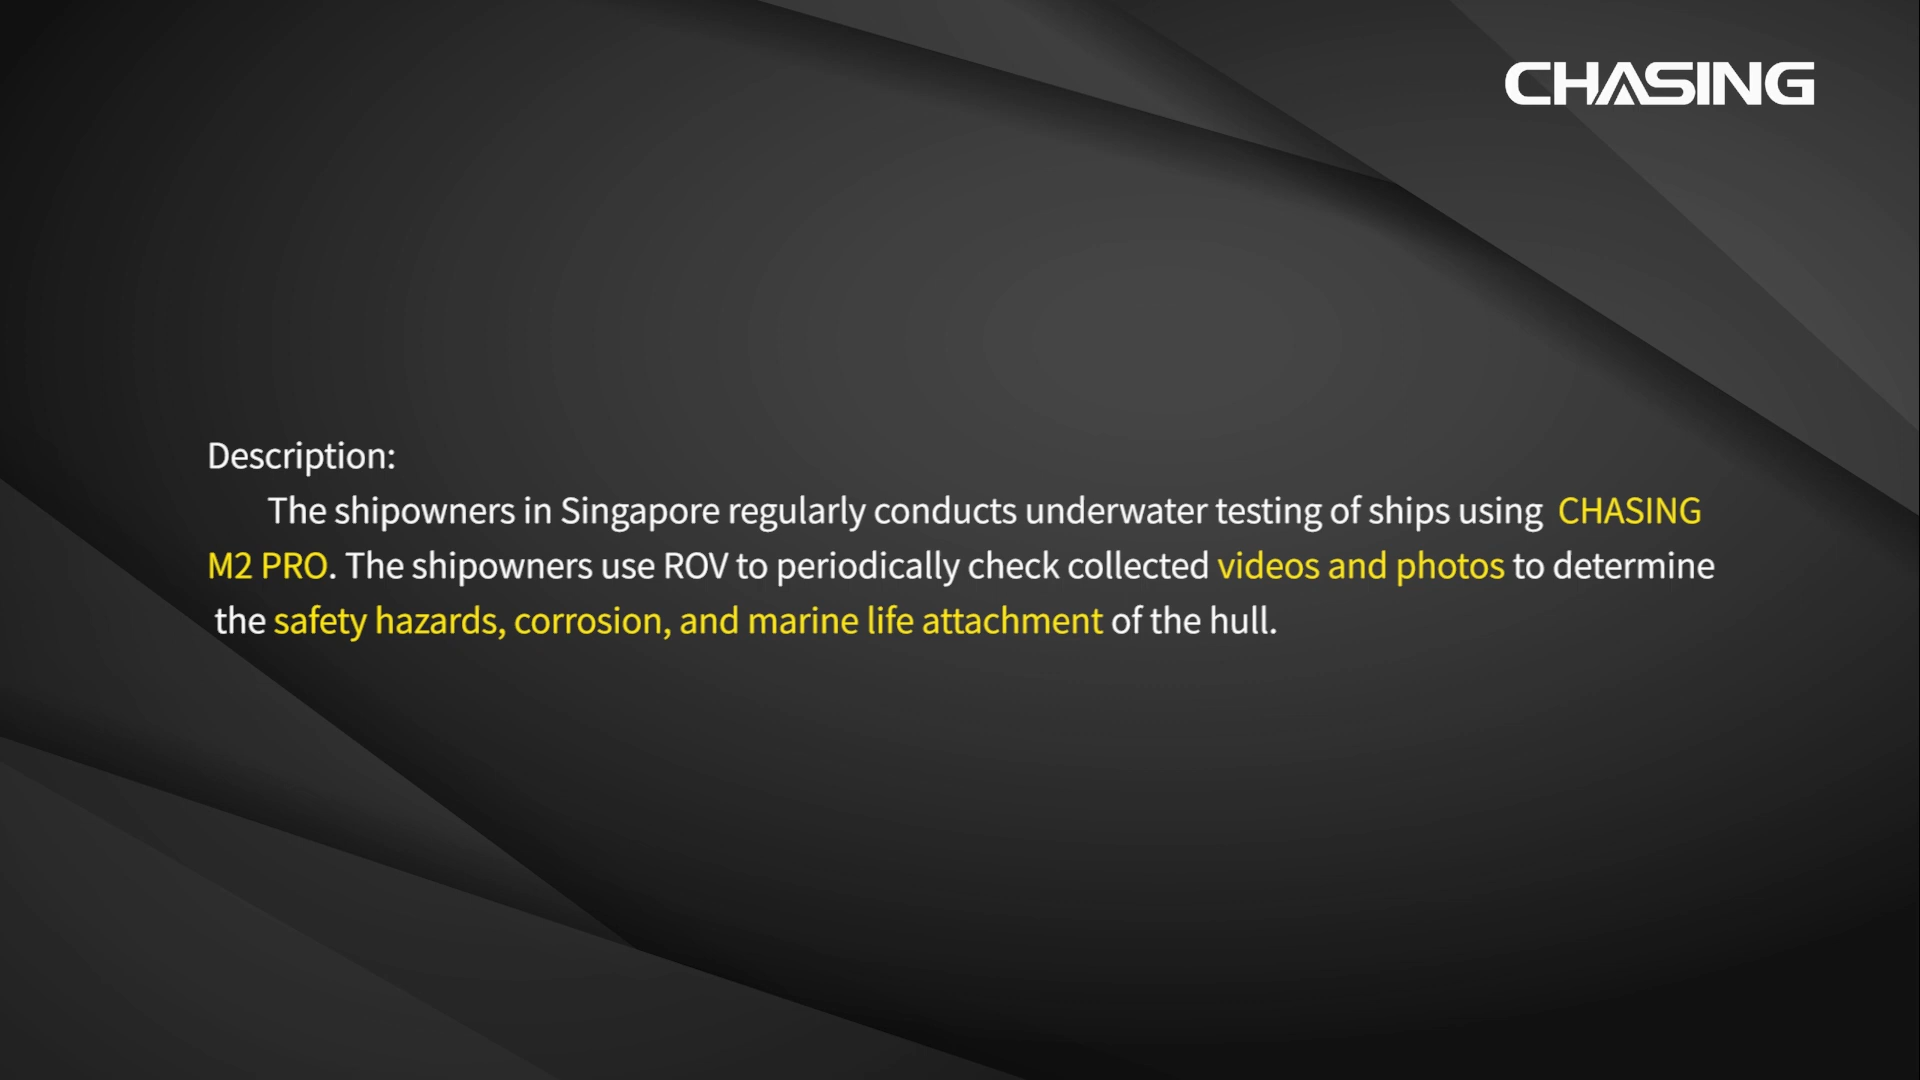 CHASING
Description:
The shipowners in Singapore regularly conducts underwater testing of ships using CHASING
M2 PRO. The shipowners use ROV to periodically check collected videos and photos to determine
the safety hazards, corrosion, and marine life attachment of the hull.